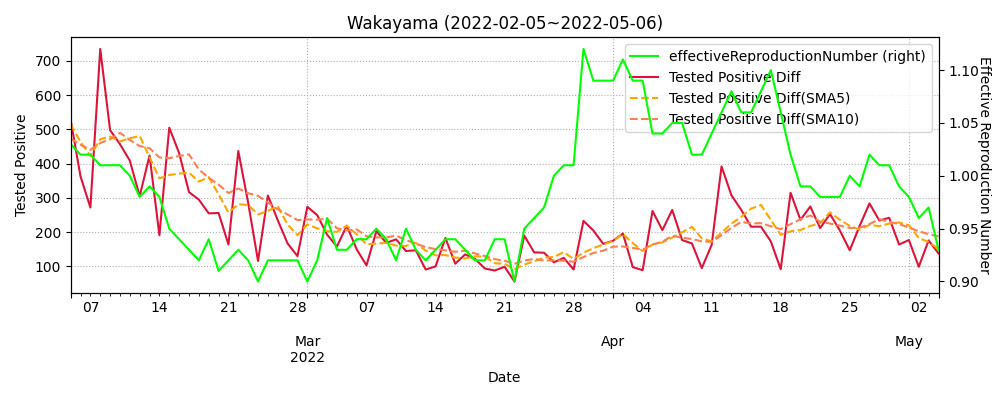 Wakayama (2022-02-05~2022-05-06)
effectiveReproductionNumber (right)
Tested Positive Diff
Tested Positive Diff(SMA5)
Tested Positive Diff(SMA10)
Tested Positive
700
600
500
400
300
200
100
1.10
1.05
1.00
0.95
0.90
Effective Reproduction Number
07 14 21 28 07 14 21 28 04 11 18 25 02
Mar Apr May
2022
Date